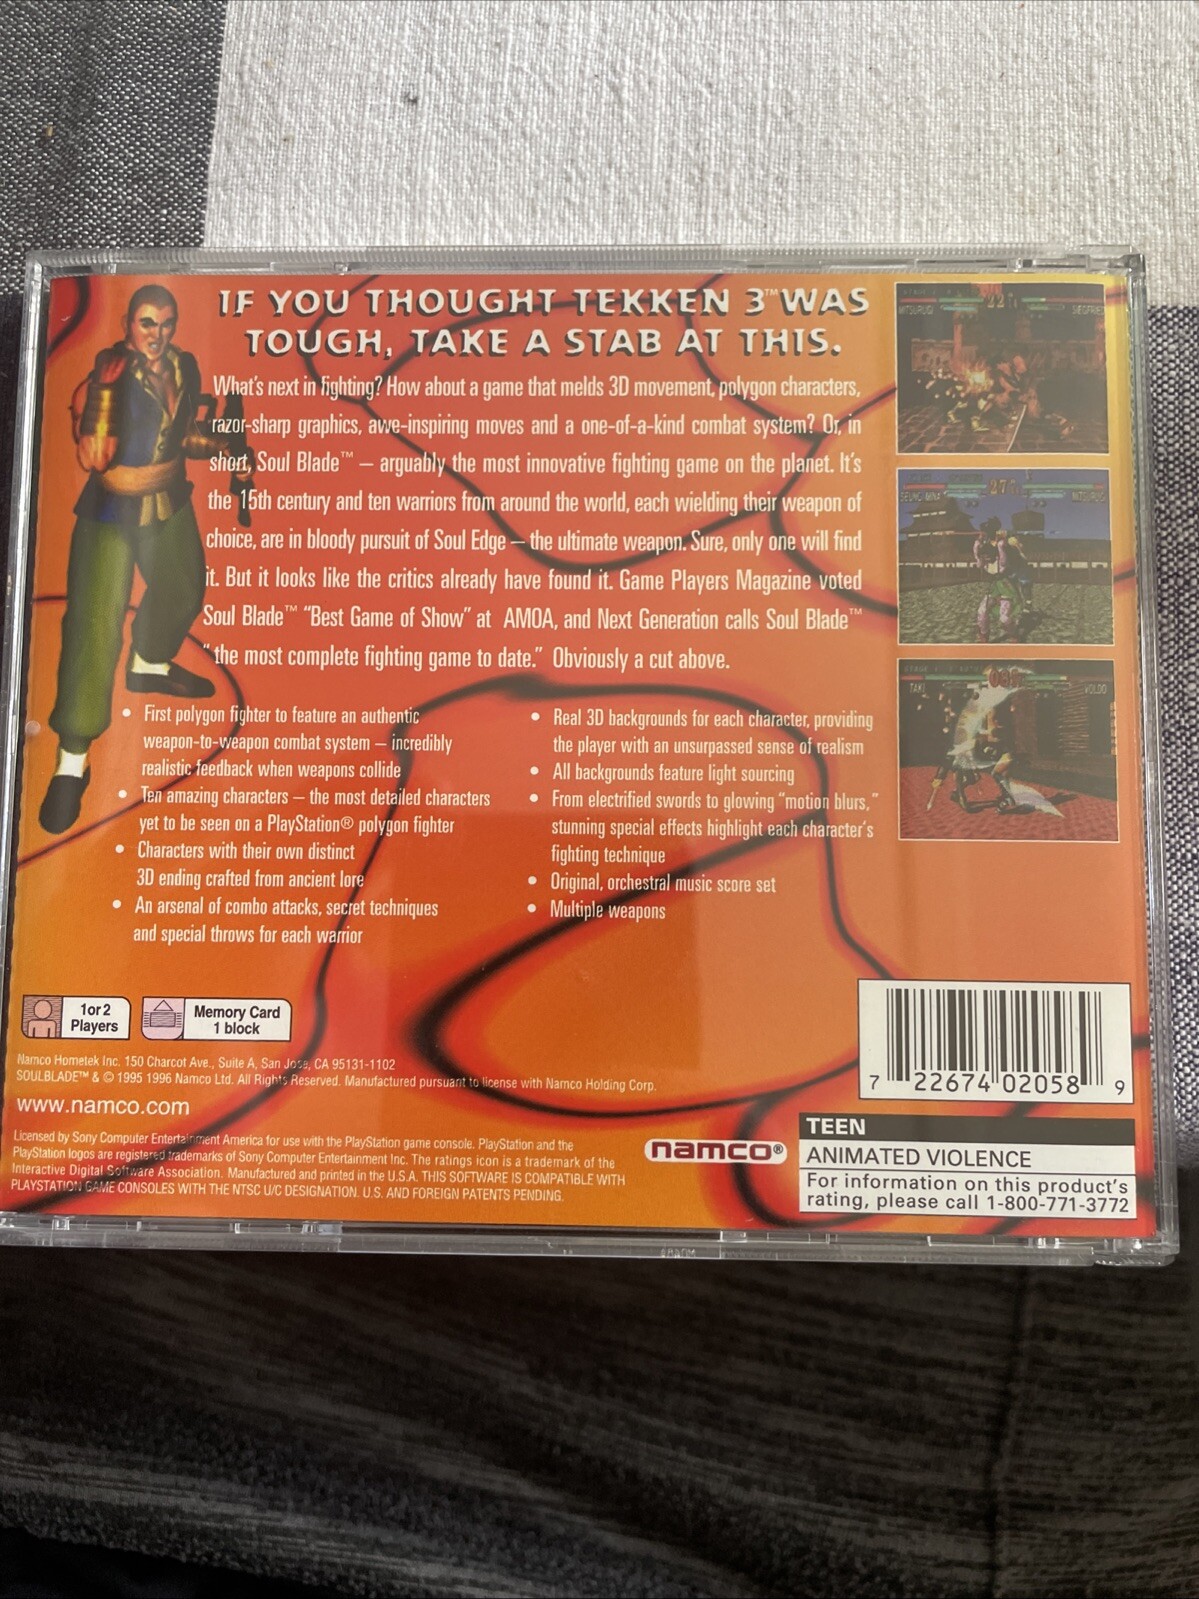 IF YOU THOUGHT TEKKEN 3™ WAS
TOUGH, TAKE A STAB AT THIS.
What's next in fighting? How about a game that melds 3D movement, polygon characters,
razor-sharp graphics, awe-inspiring moves and a one-of-a-kind combat system? Or, in
short, Soul Blade™ – arguably the most innovative fighting game on the planet. It's
the 15th century and ten warriors from around the world, each wielding their weapon of
choice, are in bloody pursuit of Soul Edge – the ultimate weapon. Sure, only one will find
it. But it looks like the critics already have found it. Game Players Magazine voted
Soul Blade™ "Best Game of Show" at AMOA, and Next Generation calls Soul Blade™
"the most complete fighting game to date." Obviously a cut above.
• First polygon fighter to feature an authentic
weapon-to-weapon combat system – incredibly
realistic feedback when weapons collide
• Ten amazing characters – the most detailed characters
yet to be seen on a PlayStation® polygon fighter
• Characters with their own distinct
3D ending crafted from ancient lore
• An arsenal of combo attacks, secret techniques
and special throws for each warrior
• Real 3D backgrounds for each character, providing
the player with an unsurpassed sense of realism
• All backgrounds feature light sourcing
• From electrified swords to glowing "motion blurs,"
stunning special effects highlight each character's
fighting technique
• Original, orchestral music score set
• Multiple weapons
MITSURUGI
SIEGFRIED
SEUNG MINA
27
MITSURUGI
TAKI
VOLDO
1 or 2
Players
Memory Card
1 block
Namco Hometek Inc. 150 Charcot Ave., Suite A, San Jose, CA 95131-1102
SOULBLADE™ & © 1995 1996 Namco Ltd. All Rights Reserved. Manufactured pursuant to license with Namco Holding Corp.
www.namco.com
Licensed by Sony Computer Entertainment America for use with the PlayStation game console. PlayStation and the
PlayStation logos are registered trademarks of Sony Computer Entertainment Inc. The ratings icon is a trademark of the
Interactive Digital Software Association. Manufactured and printed in the U.S.A. THIS SOFTWARE IS COMPATIBLE WITH
PLAYSTATION GAME CONSOLES WITH THE NTSC U/C DESIGNATION. U.S. AND FOREIGN PATENTS PENDING.
namco®
7 22674 02058 9
TEEN
ANIMATED VIOLENCE
For information on this product's
rating, please call 1-800-771-3772